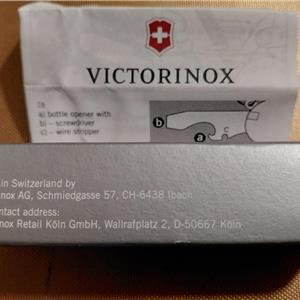 VICTORINOX
a) bottle opener with
b) – screwdriver
c) – wire stripper
b
a
c
in Switzerland by
nox AG, Schmiedgasse 57, CH-6438 Ibach
ontact address:
nox Retail Köln GmbH, Wallrafplatz 2, D-50667 Köln